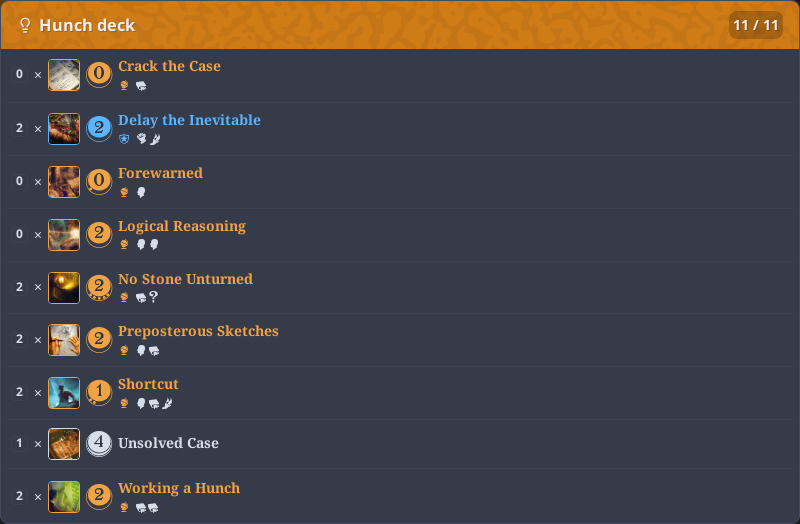 Hunch deck 11 / 11
0 × 0 Crack the Case
2 × 2 Delay the Inevitable
0 × 0 Forewarned
0 × 2 Logical Reasoning
2 × 2 No Stone Unturned
?
2 × 2 Preposterous Sketches
2 × 1 Shortcut
1 × 4 Unsolved Case
2 × 2 Working a Hunch